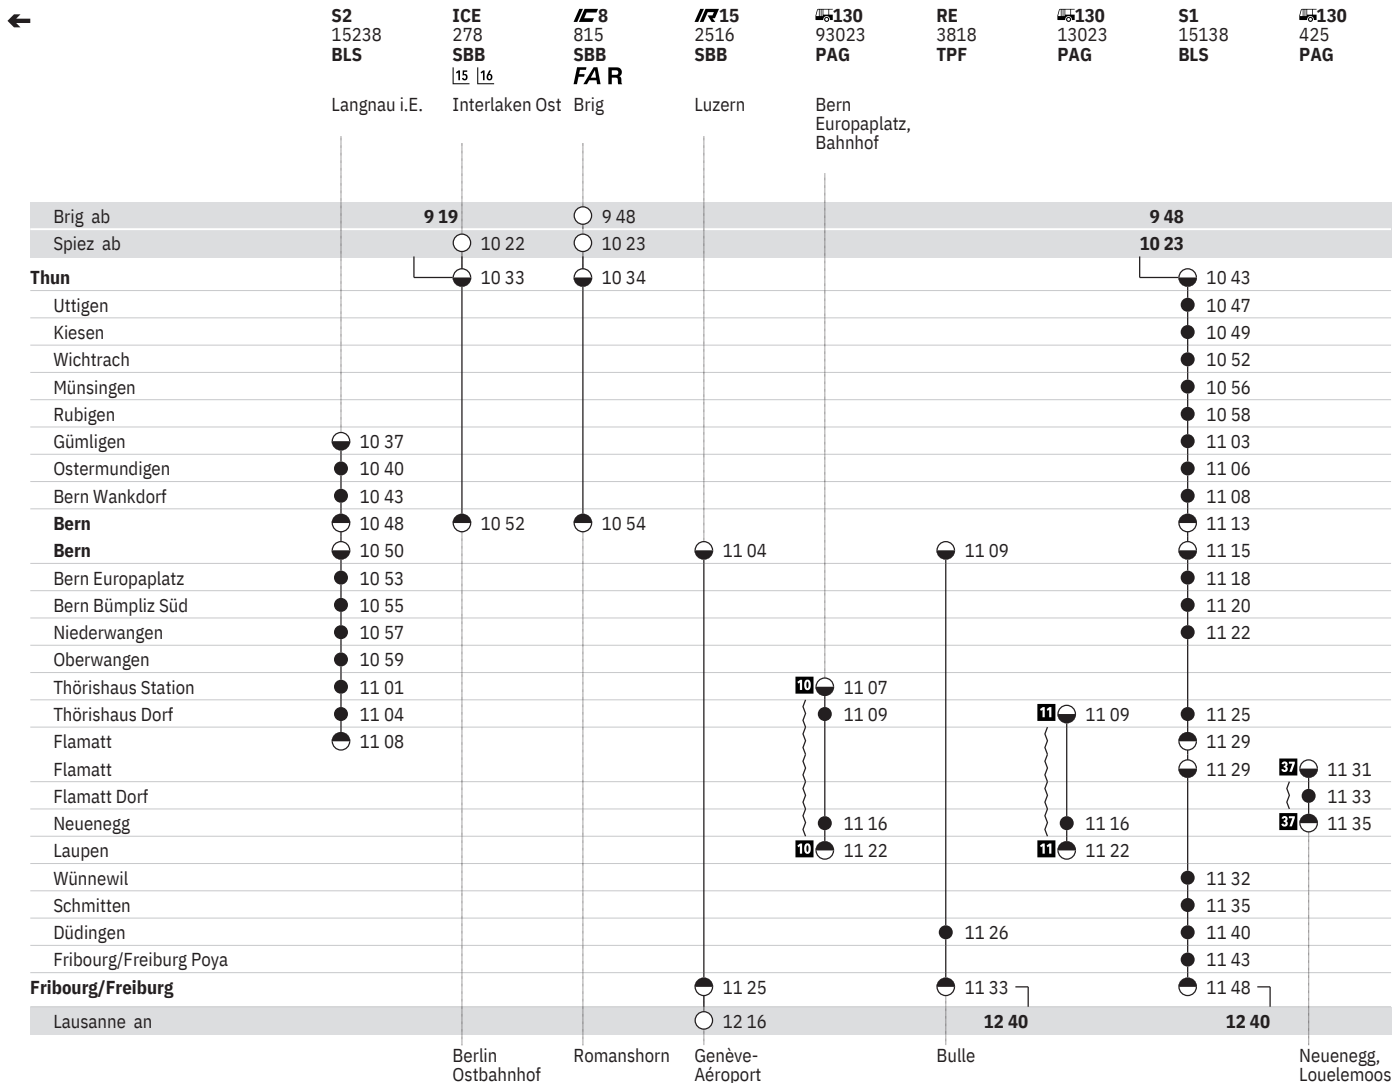 S2 ICE IC8 IR15 130 RE 130 S1 130
15238 278 815 2516 93023 3818 13023 15138 425
BLS SBB SBB SBB PAG TPF PAG BLS PAG
15 16 FA R
Langnau i.E. Interlaken Ost Brig Luzern Bern
Europaplatz,
Bahnhof
Brig ab 9 19 9 48 9 48
Spiez ab 10 22 10 23 10 23
Thun 10 33 10 34 10 43
Uttigen 10 47
Kiesen 10 49
Wichtrach 10 52
Münsingen 10 56
Rubigen 10 58
Gümligen 10 37 11 03
Ostermundigen 10 40 11 06
Bern Wankdorf 10 43 11 08
Bern 10 48 10 52 10 54 11 13
Bern 10 50 11 04 11 09 11 15
Bern Europaplatz 10 53 11 18
Bern Bümpliz Süd 10 55 11 20
Niederwangen 10 57 11 22
Oberwangen 10 59
Thörishaus Station 11 01 10 11 07
Thörishaus Dorf 11 04 11 09 11 11 09 11 25
Flamatt 11 08 11 29
Flamatt 11 29 37 11 31
Flamatt Dorf 11 33
Neuenegg 11 16 11 16 37 11 35
Laupen 10 11 22 11 11 22
Wünnewil 11 32
Schmitten 11 35
Düdingen 11 26 11 40
Fribourg/Freiburg Poya 11 43
Fribourg/Freiburg 11 25 11 33 11 48
Lausanne an 12 16 12 40 12 40
Berlin Romanshorn Genève- Bulle Neuenegg,
Ostbahnhof Aéroport Louelemoos